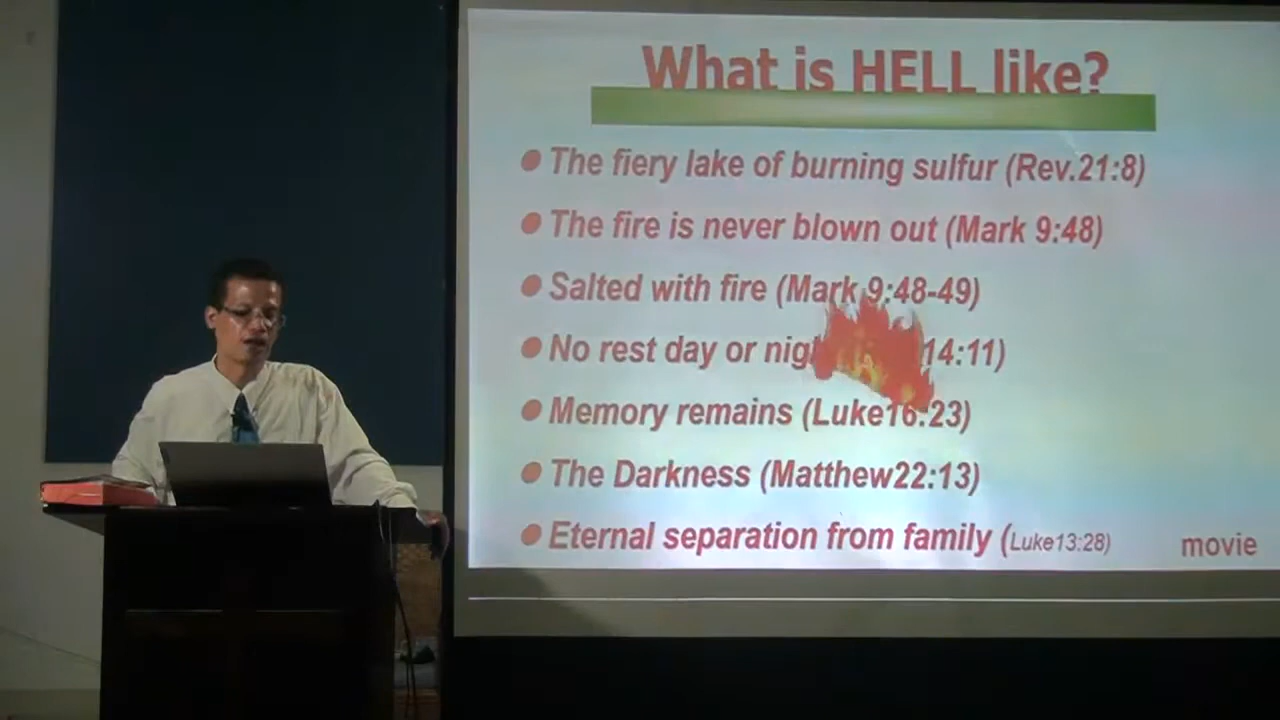 What is HELL like?
The fiery lake of burning sulfur (Rev.21:8)
The fire is never blown out (Mark 9:48)
Salted with fire (Mark 9:48-49)
No rest day or 14:11)
Memory remains (Luke16:23)
The Darkness (Matthew22:13)
Eternal separation from family (Luke13:28)
movie